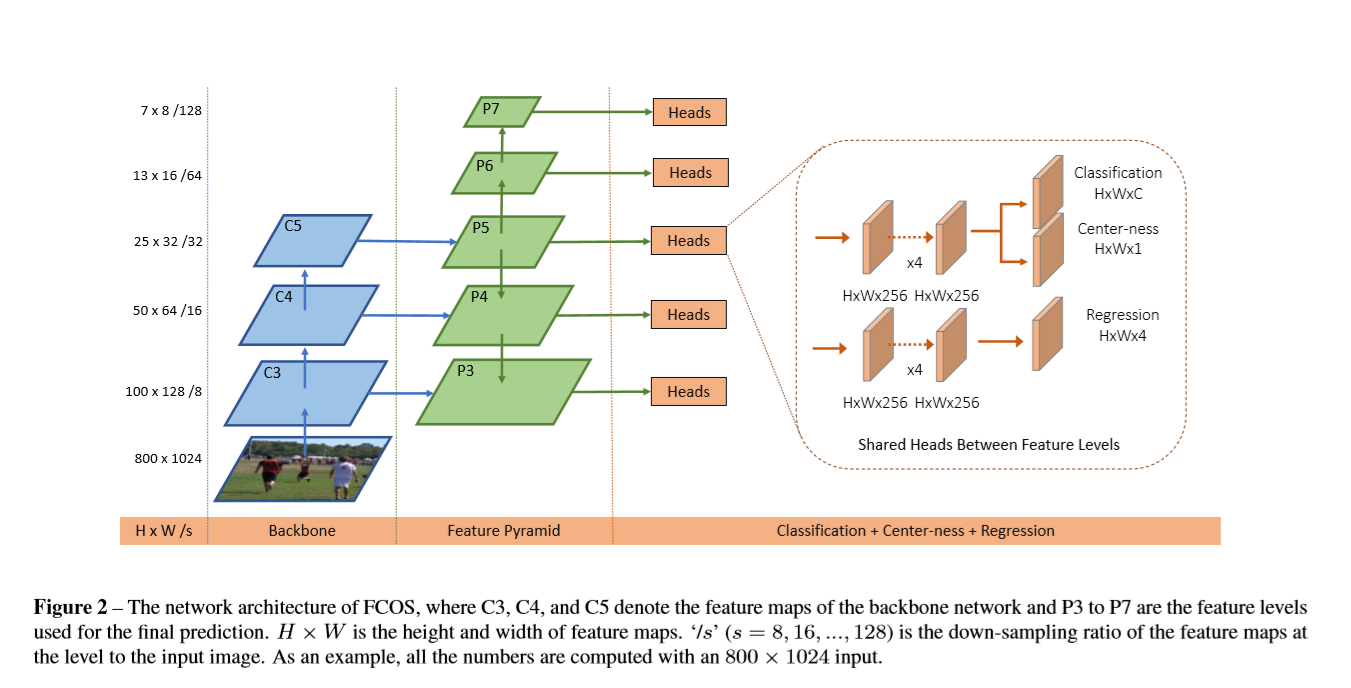 7 x 8 /128
P7
Heads
13 x 16 /64
P6
Heads
25 x 32 /32
C5
P5
Heads
50 x 64 /16
C4
P4
Heads
100 x 128 /8
C3
P3
Heads
800 x 1024
Classification
HxWxC
Center-ness
HxWx1
x4
HxWx256 HxWx256
Regression
HxWx4
x4
HxWx256 HxWx256
Shared Heads Between Feature Levels
H x W /s
Backbone
Feature Pyramid
Classification + Center-ness + Regression
Figure 2 – The network architecture of FCOS, where C3, C4, and C5 denote the feature maps of the backbone network and P3 to P7 are the feature levels
used for the final prediction. H × W is the height and width of feature maps. ‘/s’ (s = 8, 16, ..., 128) is the down-sampling ratio of the feature maps at
the level to the input image. As an example, all the numbers are computed with an 800 × 1024 input.